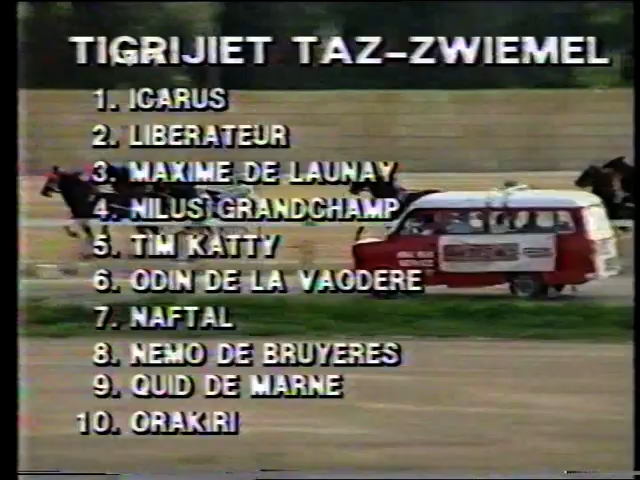 TIGRIJIET TAZ-ZWIEMEL
1. ICARUS
2. LIBERATEUR
3. MAXIME DE LAUNAY
4. NILUS GRANDCHAMP
5. TIM KATTY
6. ODIN DE LA VAODERE
7. NAFTAL
8. NEMO DE BRUYERES
9. QUID DE MARNE
10. ORAKIRI